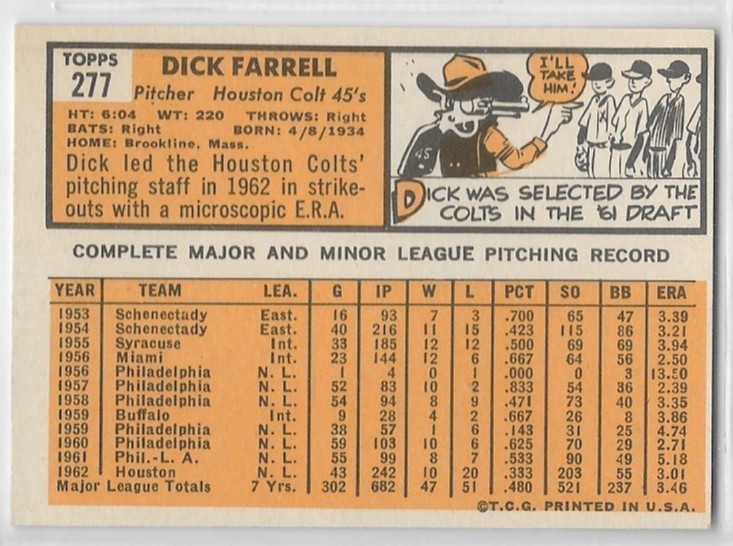 TOPPS
277
DICK FARRELL
Pitcher Houston Colt 45's
HT: 6:04 WT: 220 THROWS: Right
BATS: Right BORN: 4/8/1934
HOME: Brookline, Mass.
Dick led the Houston Colts'
pitching staff in 1962 in strike-
outs with a microscopic E.R.A.
I'LL
TAKE
HIM!
45
DICK WAS SELECTED BY THE
COLTS IN THE '61 DRAFT
COMPLETE MAJOR AND MINOR LEAGUE PITCHING RECORD
YEAR TEAM LEA. G IP W L PCT SO BB ERA
1953 Schenectady East. 16 93 7 3 .700 65 47 3.39
1954 Schenectady East. 40 216 11 15 .423 115 86 3.21
1955 Syracuse Int. 33 185 12 12 .500 69 69 3.94
1956 Miami Int. 23 144 12 6 .667 64 56 2.50
1956 Philadelphia N. L. 1 4 0 1 .000 0 3 13.50
1957 Philadelphia N. L. 52 83 10 2 .833 54 36 2.39
1958 Philadelphia N. L. 54 94 8 9 .471 73 40 3.35
1959 Buffalo Int. 9 28 4 2 .667 26 8 3.86
1959 Philadelphia N. L. 38 57 1 6 .143 31 25 4.74
1960 Philadelphia N. L. 59 103 10 6 .625 70 29 2.71
1961 Phil.-L. A. N. L. 55 99 8 7 .533 90 49 5.18
1962 Houston N. L. 43 242 10 20 .333 203 55 3.01
Major League Totals 7 Yrs. 302 682 47 51 .480 521 237 3.46
©T.C.G. PRINTED IN U.S.A.